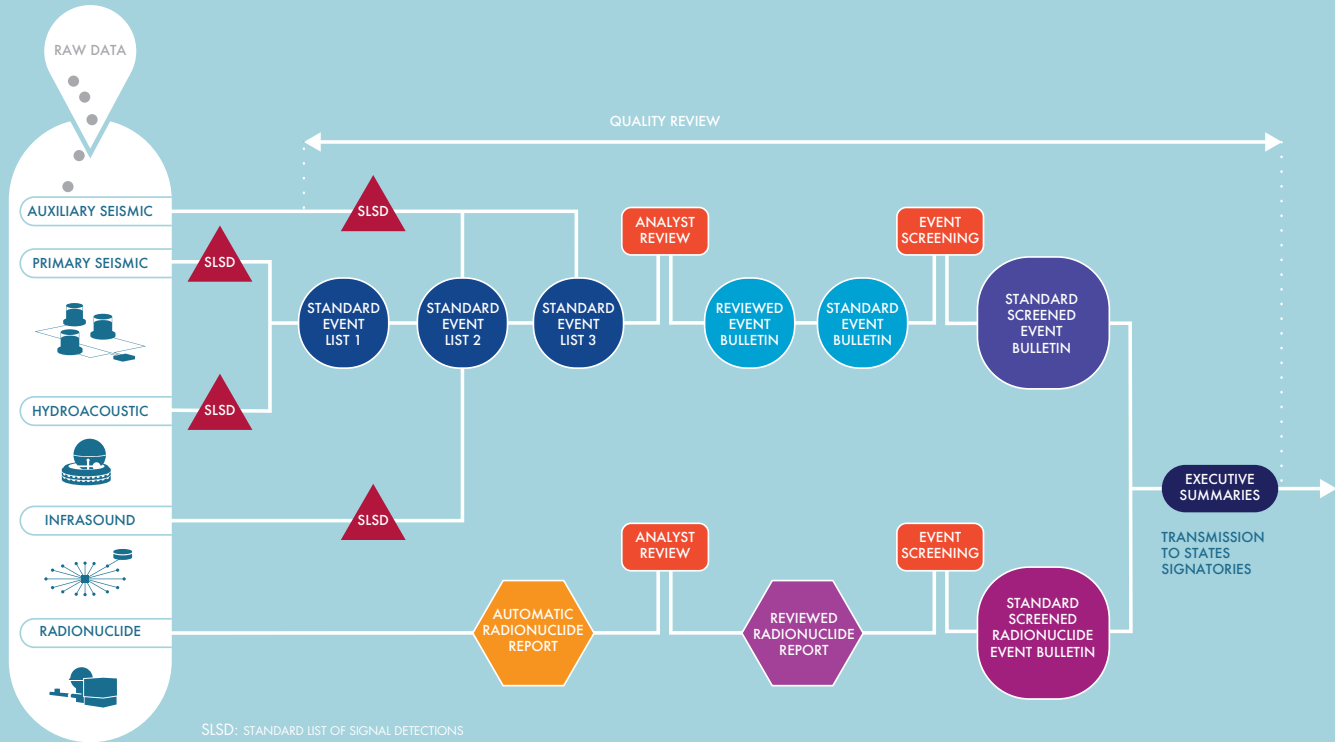 RAW DATA
QUALITY REVIEW
AUXILIARY SEISMIC
SLSD
ANALYST
REVIEW
EVENT
SCREENING
PRIMARY SEISMIC
SLSD
STANDARD
EVENT
LIST 1
STANDARD
EVENT
LIST 2
STANDARD
EVENT
LIST 3
REVIEWED
EVENT
BULLETIN
STANDARD
EVENT
BULLETIN
STANDARD
SCREENED
EVENT
BULLETIN
HYDROACOUSTIC
SLSD
EXECUTIVE
SUMMARIES
INFRASOUND
SLSD
TRANSMISSION
TO STATES
SIGNATORIES
ANALYST
REVIEW
EVENT
SCREENING
RADIONUCLIDE
AUTOMATIC
RADIONUCLIDE
REPORT
REVIEWED
RADIONUCLIDE
REPORT
STANDARD
SCREENED
RADIONUCLIDE
EVENT BULLETIN
SLSD: STANDARD LIST OF SIGNAL DETECTIONS